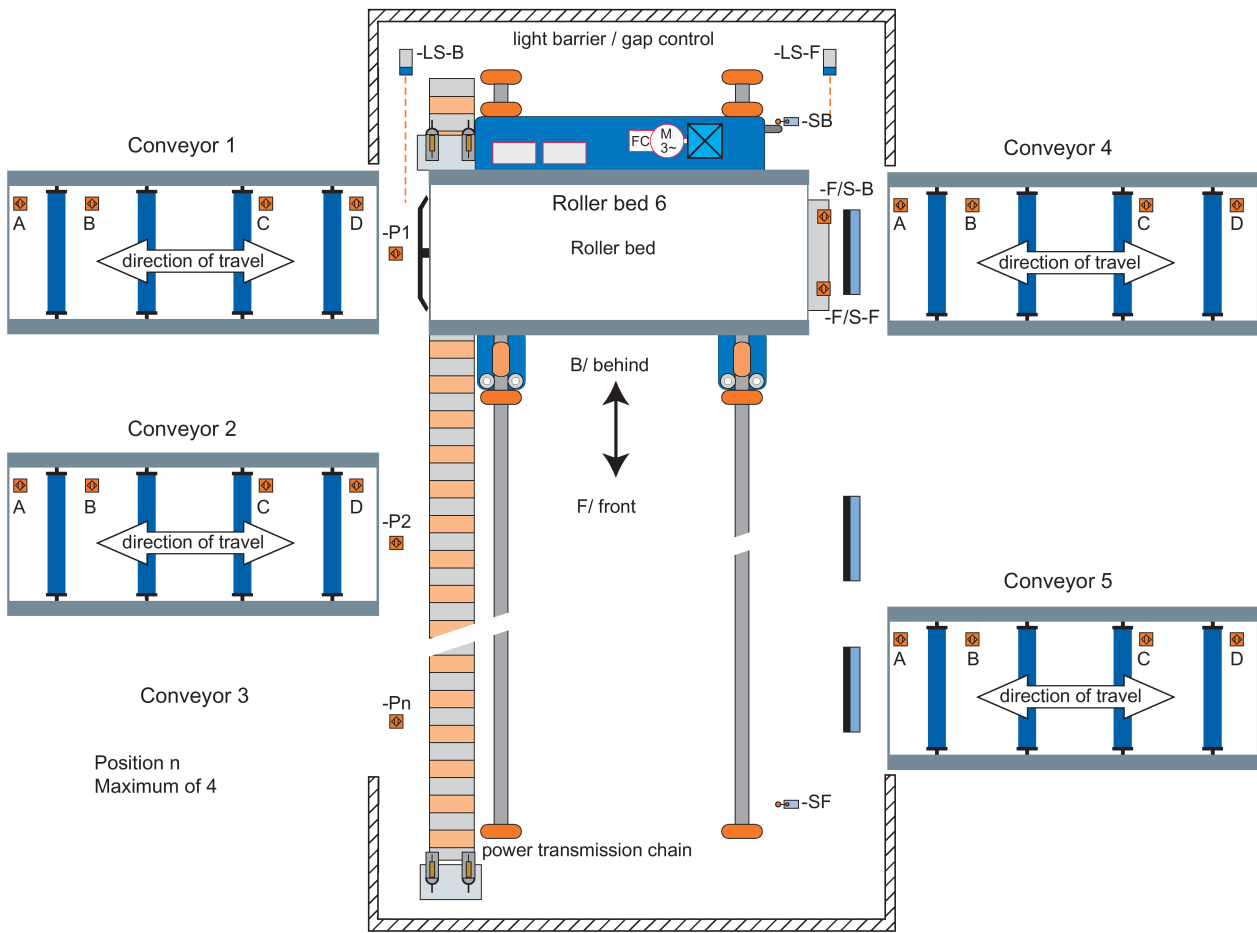 light barrier / gap control
-LS-B
-LS-F
-SB
FC
M
3~
Conveyor 1
A
B
C
D
direction of travel
-P1
Roller bed 6
Roller bed
-F/S-B
-F/S-F
Conveyor 4
A
B
C
D
direction of travel
B/ behind
F/ front
Conveyor 2
A
B
C
D
direction of travel
-P2
Conveyor 5
A
B
C
D
direction of travel
Conveyor 3
-Pn
Position n
Maximum of 4
-SF
power transmission chain